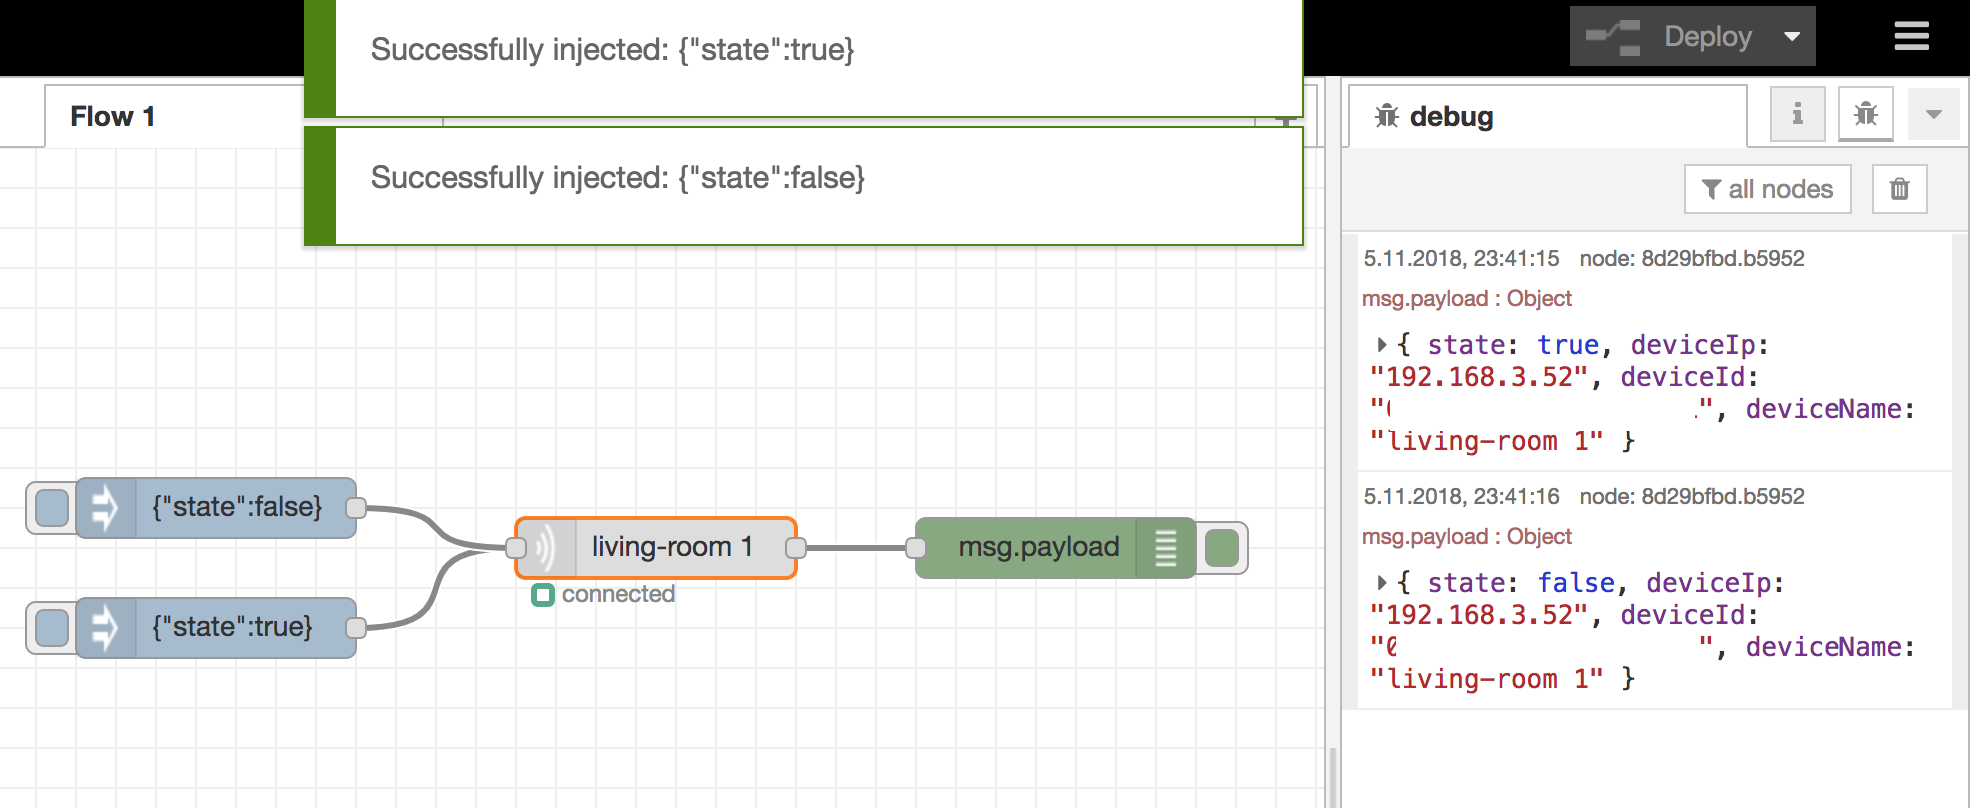 Successfully injected: {"state":true}
Deploy
Flow 1
debug
Successfully injected: {"state":false}
all nodes
5.11.2018, 23:41:15 node: 8d29bfbd.b5952
msg.payload : Object
{ state: true, deviceIp:
"192.168.3.52", deviceId:
", deviceName:
"living-room 1" }
5.11.2018, 23:41:16 node: 8d29bfbd.b5952
msg.payload : Object
{ state: false, deviceIp:
"192.168.3.52", deviceId:
"0 ", deviceName:
"living-room 1" }
{"state":false}
living-room 1
msg.payload
connected
{"state":true}